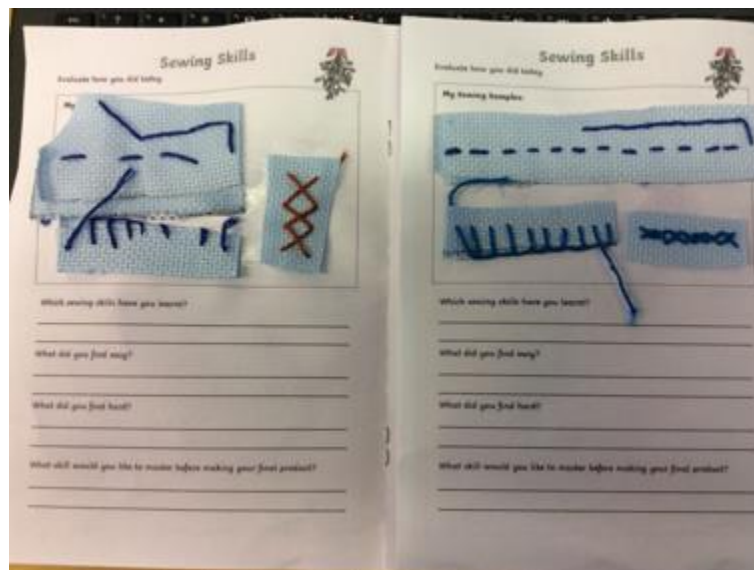 Sewing Skills
Evaluate how you did today
My
Which sewing skills have you learnt?
What did you find easy?
What did you find hard?
What skill would you like to master before making your final product?
Sewing Skills
Evaluate how you did today
My Sewing Samples:
Which sewing skills have you learnt?
What did you find easy?
What did you find hard?
What skill would you like to master before making your final product?